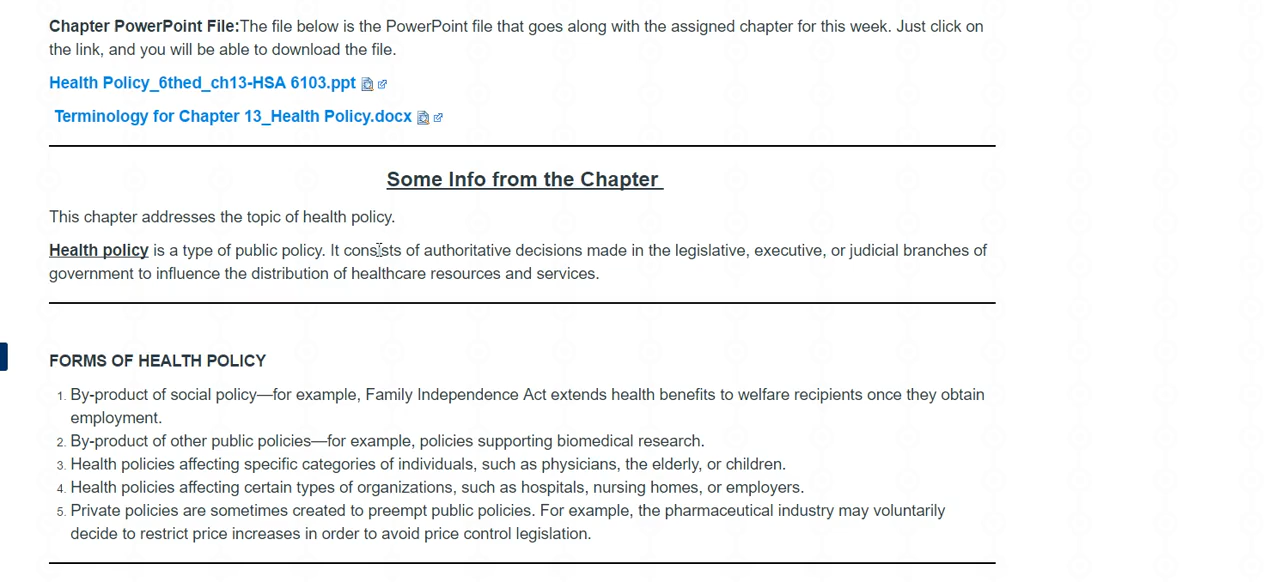 Chapter PowerPoint File:The file below is the PowerPoint file that goes along with the assigned chapter for this week. Just click on
the link, and you will be able to download the file.
Health Policy_6thed_ch13-HSA 6103.ppt
Terminology for Chapter 13_Health Policy.docx
Some Info from the Chapter
This chapter addresses the topic of health policy.
Health policy is a type of public policy. It consists of authoritative decisions made in the legislative, executive, or judicial branches of
government to influence the distribution of healthcare resources and services.
FORMS OF HEALTH POLICY
1. By-product of social policy—for example, Family Independence Act extends health benefits to welfare recipients once they obtain
employment.
2. By-product of other public policies—for example, policies supporting biomedical research.
3. Health policies affecting specific categories of individuals, such as physicians, the elderly, or children.
4. Health policies affecting certain types of organizations, such as hospitals, nursing homes, or employers.
5. Private policies are sometimes created to preempt public policies. For example, the pharmaceutical industry may voluntarily
decide to restrict price increases in order to avoid price control legislation.